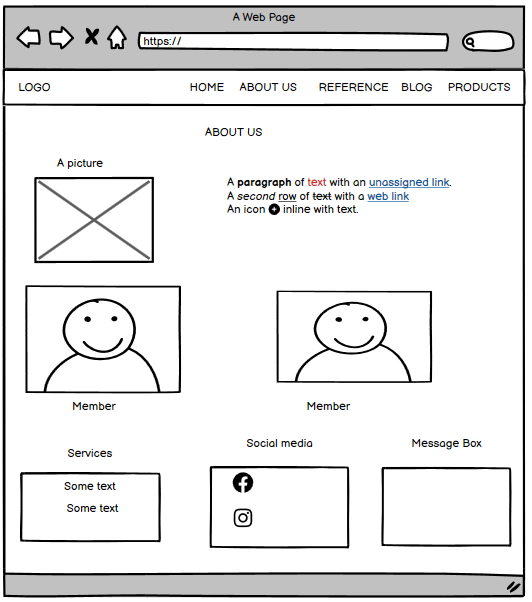 A Web Page
https://
LOGO HOME ABOUT US REFERENCE BLOG PRODUCTS
ABOUT US
A picture
A paragraph of text with an unassigned link.
A second row of text with a web link
An icon inline with text.
Member Member
Services Social media Message Box
Some text
Some text